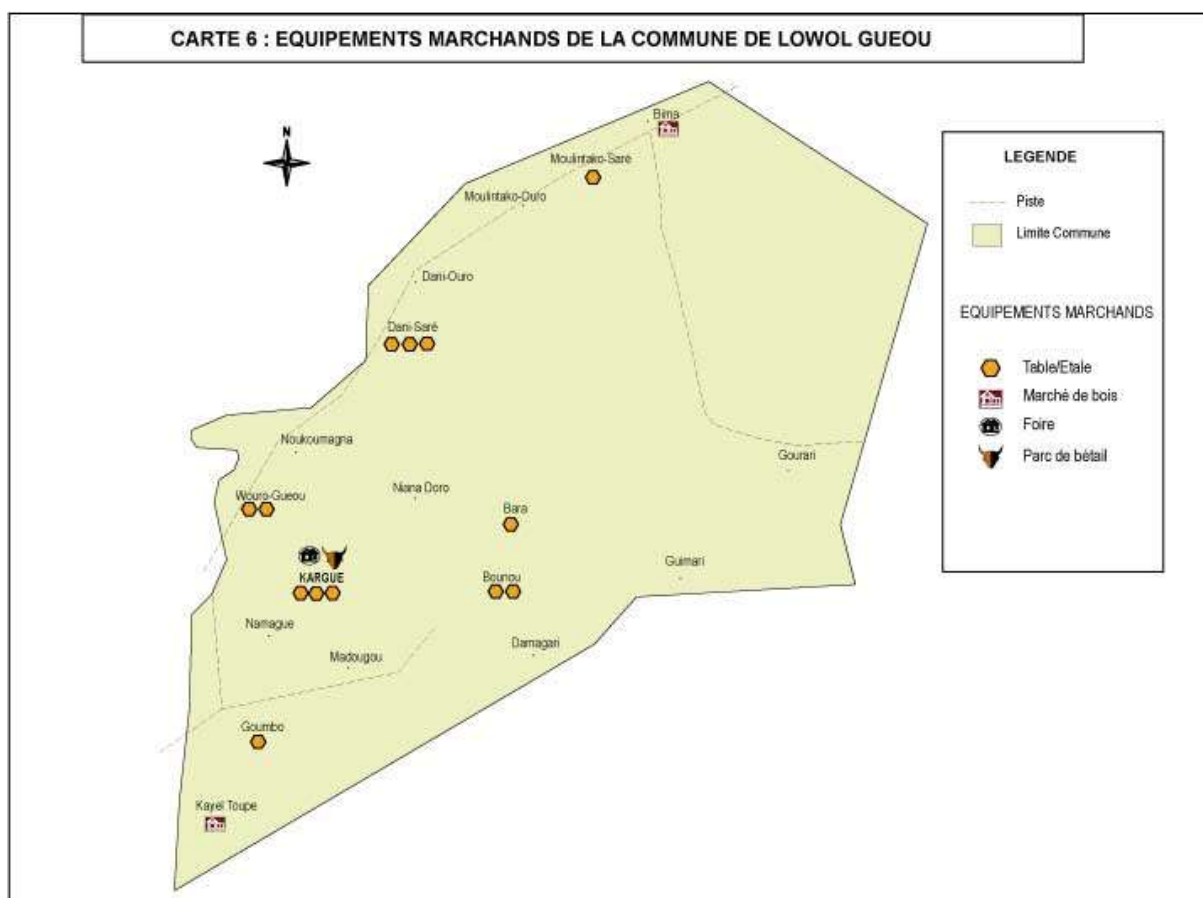 CARTE 6 : EQUIPEMENTS MARCHANDS DE LA COMMUNE DE LOWOL GUEOU
N
Bima
Moulintako-Saré
Moulintako-Ouro
Dani-Ouro
Dani-Saré
Noukoumagna
Niana Doro
Gourari
Wouro-Gueou
Bara
KARGUE
Bounou
Guimari
Namague
Madougou
Damagari
Goumbo
Kayel Toupe
LEGENDE
Piste
Limite Commune
EQUIPEMENTS MARCHANDS
Table/Etale
Marché de bois
Foire
Parc de bétail